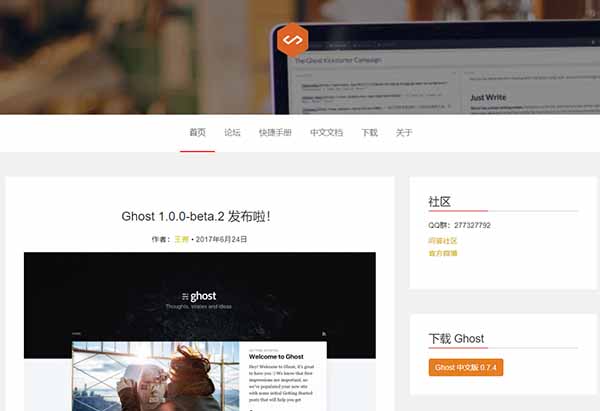 The Ghost Kickstarter Campaign
Just Write
首页 论坛 快捷手册 中文文档 下载 关于
Ghost 1.0.0-beta.2 发布啦！
作者：王赛 • 2017年6月24日
ghost
Thoughts, stories and ideas
Welcome to Ghost
Hey! Welcome to Ghost, it's great
to have you :) We know that first
impressions are important, so
we've populated your new site
with some initial Getting Started
posts that will help you get
社区
QQ群：277327792
问答社区
官方微博
下载 Ghost
Ghost 中文版 0.7.4